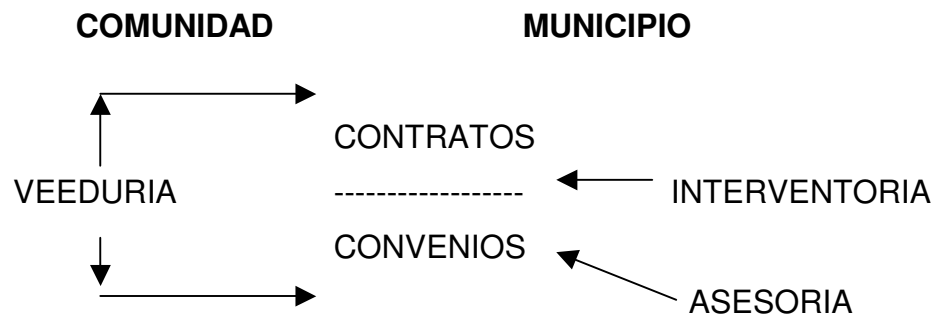 COMUNIDAD MUNICIPIO
CONTRATOS
VEEDURIA ------------------ INTERVENTORIA
CONVENIOS
ASESORIA